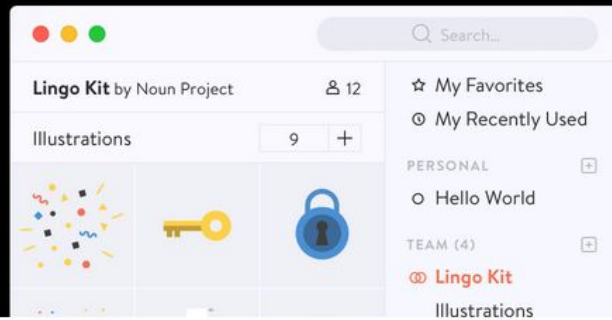 Search...
Lingo Kit by Noun Project 12
Illustrations 9 +
My Favorites
My Recently Used
PERSONAL
Hello World
TEAM (4)
Lingo Kit
Illustrations